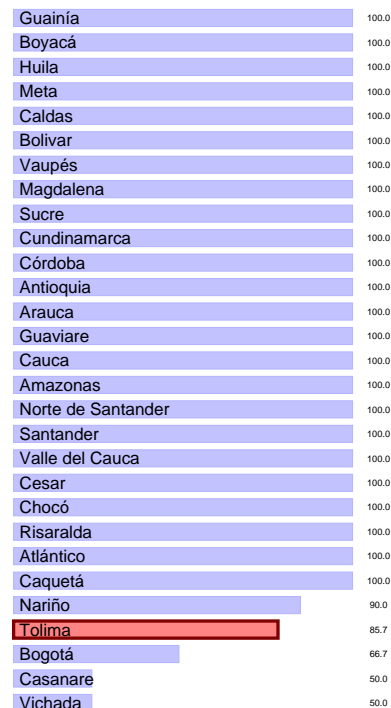 Guainía 100.0
Boyacá 100.0
Huila 100.0
Meta 100.0
Caldas 100.0
Bolivar 100.0
Vaupés 100.0
Magdalena 100.0
Sucre 100.0
Cundinamarca 100.0
Córdoba 100.0
Antioquia 100.0
Arauca 100.0
Guaviare 100.0
Cauca 100.0
Amazonas 100.0
Norte de Santander 100.0
Santander 100.0
Valle del Cauca 100.0
Cesar 100.0
Chocó 100.0
Risaralda 100.0
Atlántico 100.0
Caquetá 100.0
Nariño 90.0
Tolima 85.7
Bogotá 66.7
Casanare 50.0
Vichada 50.0